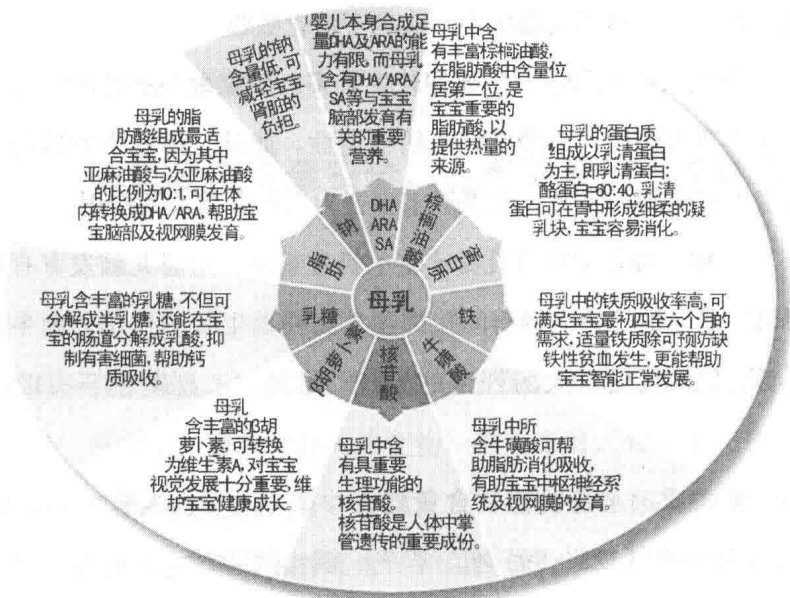 母乳的钠
含量低,可
减轻宝宝
肾脏的
负担。
婴儿本身合成足
量DHA及ARA的能
力有限,而母乳
含有DHA/ARA/
SA等与宝宝
脑部发育有
关的重要
营养。
母乳中含
有丰富棕榈油酸,
在脂肪酸中含量位
居第二位,是
宝宝重要的
脂肪酸,以
提供热量的
来源。
母乳的蛋白质
组成以乳清蛋白
为主,即乳清蛋白:
酪蛋白=60:40.乳清
蛋白可在胃中形成细柔的凝
乳块,宝宝容易消化。
母乳中的铁质吸收率高,可
满足宝宝最初四至六个月的
需求,适量铁质除可预防缺
铁性贫血发生,更能帮助
宝宝智能正常发展。
母乳中所
含牛磺酸可帮
助脂肪消化吸收,
有助宝宝中枢神经系
统及视网膜的发育。
母乳中含
有具重要
生理功能的
核苷酸。
核苷酸是人体中掌
管遗传的重要成份。
母乳
含丰富的β胡
萝卜素,可转换
为维生素A,对宝宝
视觉发展十分重要,维
护宝宝健康成长。
母乳含丰富的乳糖,不但可
分解成半乳糖,还能在宝
宝的肠道分解成乳酸,抑
制有害细菌,帮助钙
质吸收。
母乳的脂
肪酸组成最适
合宝宝,因为其中
亚麻油酸与次亚麻油酸
的比例为10:1,可在体
内转换成DHA/ARA,帮助宝
宝脑部及视网膜发育。
母乳
钠
DHA
ARA
SA
棕榈油酸
蛋白质
铁
牛磺酸
核苷酸
β胡萝卜素
乳糖
脂肪